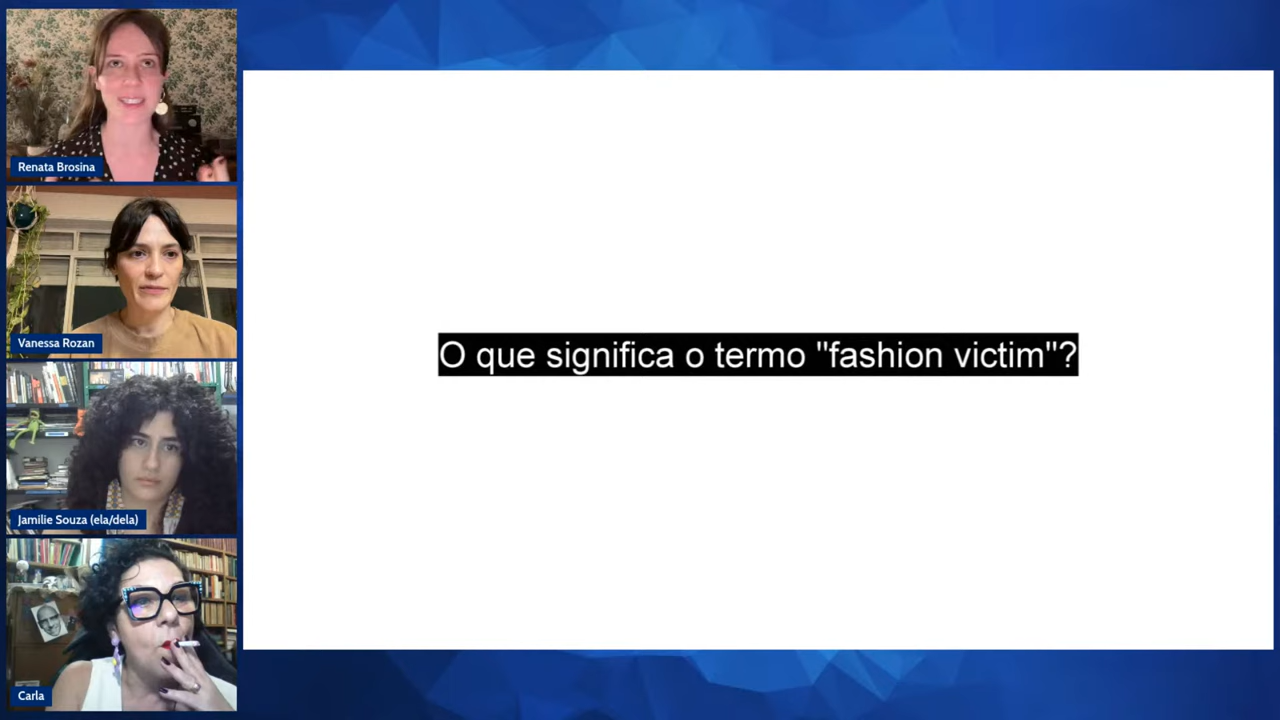 Renata Brosina
Vanessa Rozan
Jamilie Souza (ela/dela)
Carla
O que significa o termo "fashion victim"?